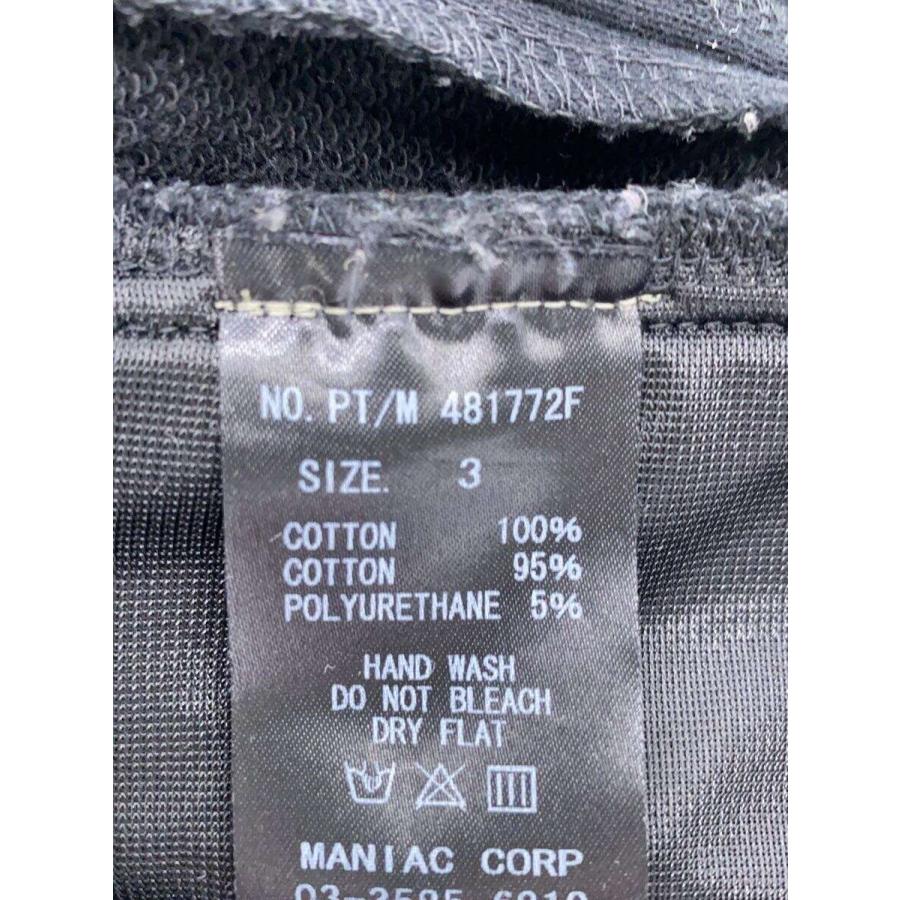 NO. PT/M 481772F
SIZE. 3
COTTON 100%
COTTON 95%
POLYURETHANE 5%
HAND WASH
DO NOT BLEACH
DRY FLAT
MANIAC CORP